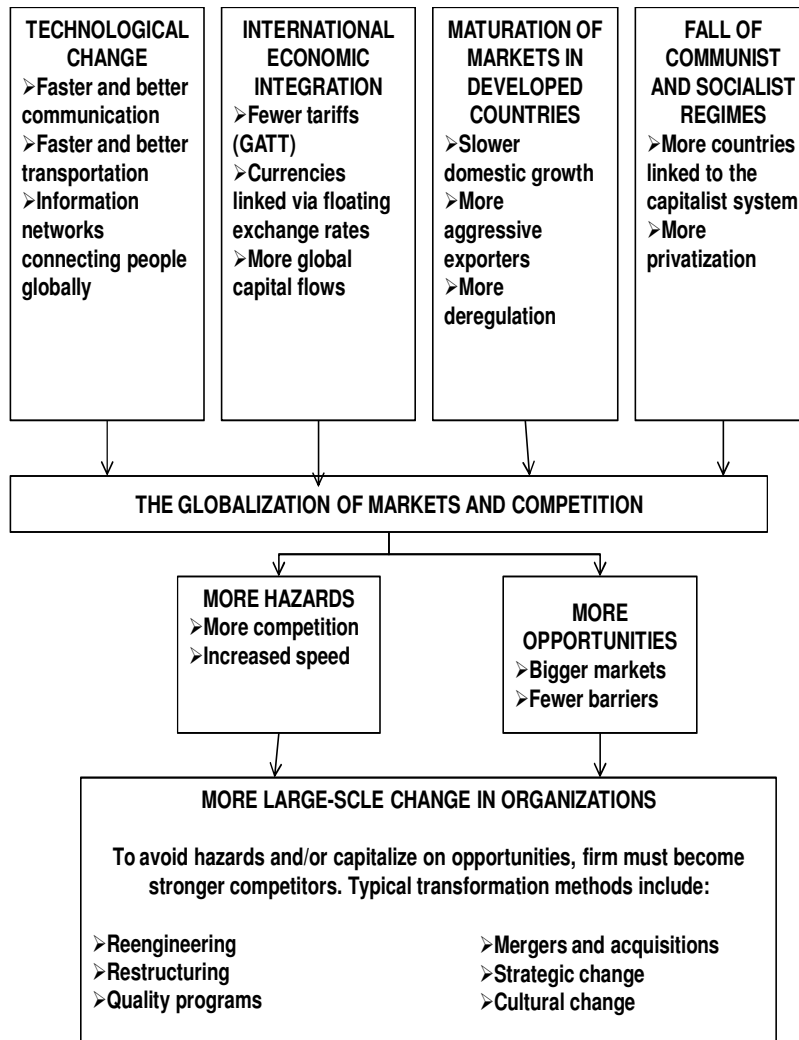 TECHNOLOGICAL
CHANGE
➢Faster and better
communication
➢Faster and better
transportation
➢Information
networks
connecting people
globally
INTERNATIONAL
ECONOMIC
INTEGRATION
➢Fewer tariffs
(GATT)
➢Currencies
linked via floating
exchange rates
➢More global
capital flows
MATURATION OF
MARKETS IN
DEVELOPED
COUNTRIES
➢Slower
domestic growth
➢More
aggressive
exporters
➢More
deregulation
FALL OF
COMMUNIST
AND SOCIALIST
REGIMES
➢More countries
linked to the
capitalist system
➢More
privatization
THE GLOBALIZATION OF MARKETS AND COMPETITION
MORE HAZARDS
➢More competition
➢Increased speed
MORE
OPPORTUNITIES
➢Bigger markets
➢Fewer barriers
MORE LARGE-SCLE CHANGE IN ORGANIZATIONS
To avoid hazards and/or capitalize on opportunities, firm must become
stronger competitors. Typical transformation methods include:
➢Reengineering
➢Restructuring
➢Quality programs
➢Mergers and acquisitions
➢Strategic change
➢Cultural change